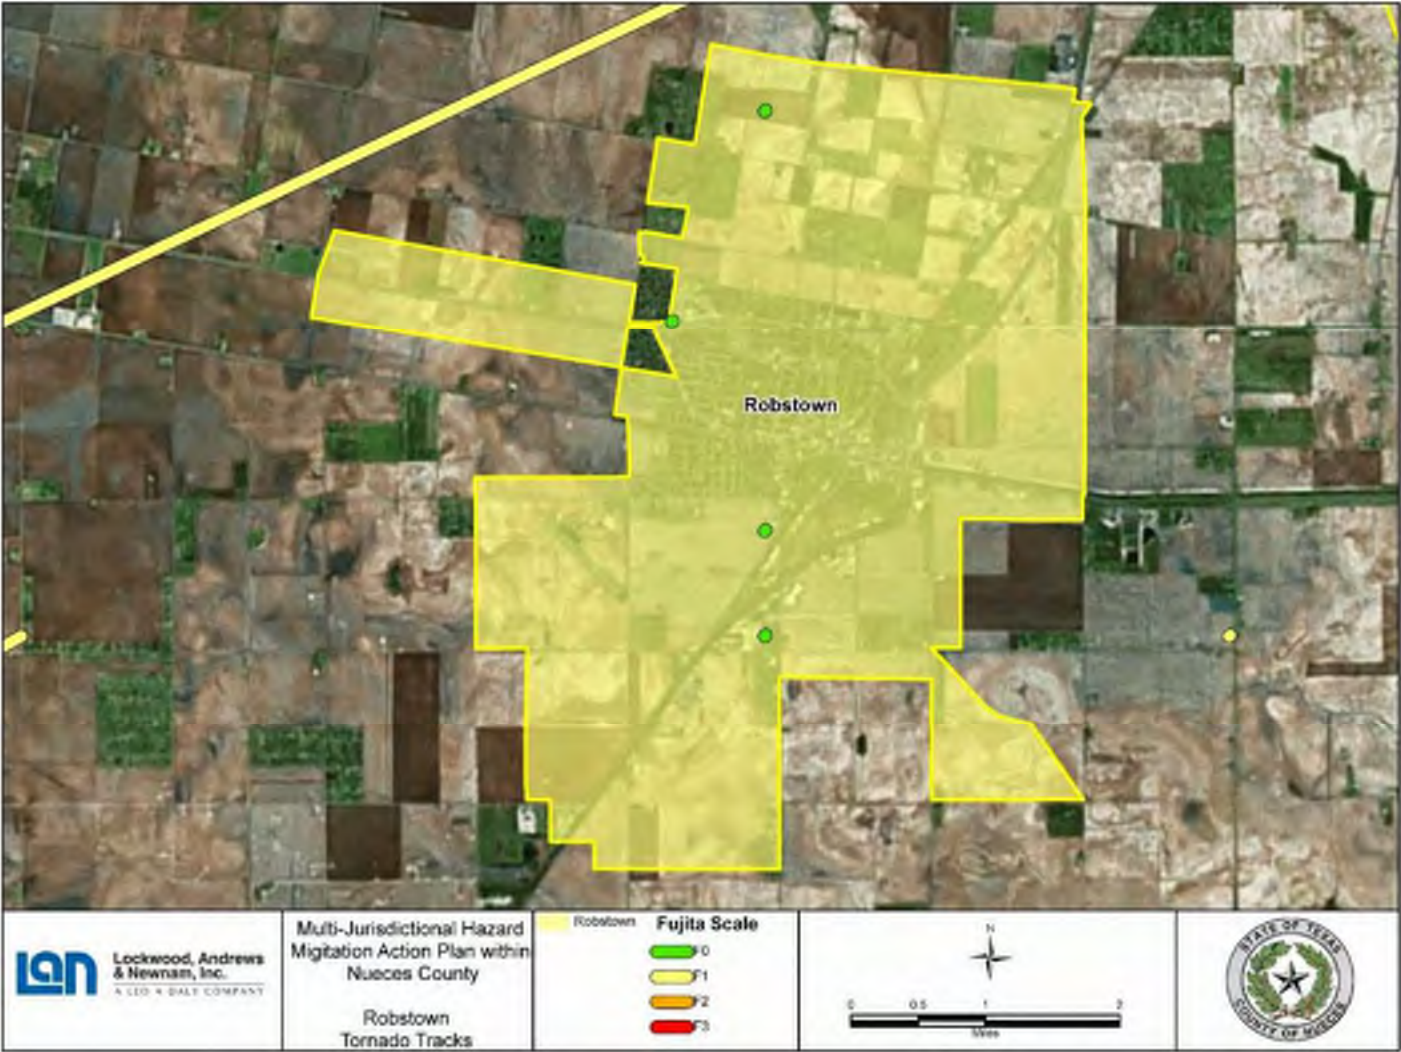 Robstown
LAN
Lockwood, Andrews
& Newnam, Inc.
A LEO A DALY COMPANY
Multi-Jurisdictional Hazard
Migitation Action Plan within
Nueces County
Robstown
Tornado Tracks
Robstown
Fujita Scale
F0
F1
F2
F3
N
0 0.5 1 2
Miles
STATE OF TEXAS
COUNTY OF NUECES